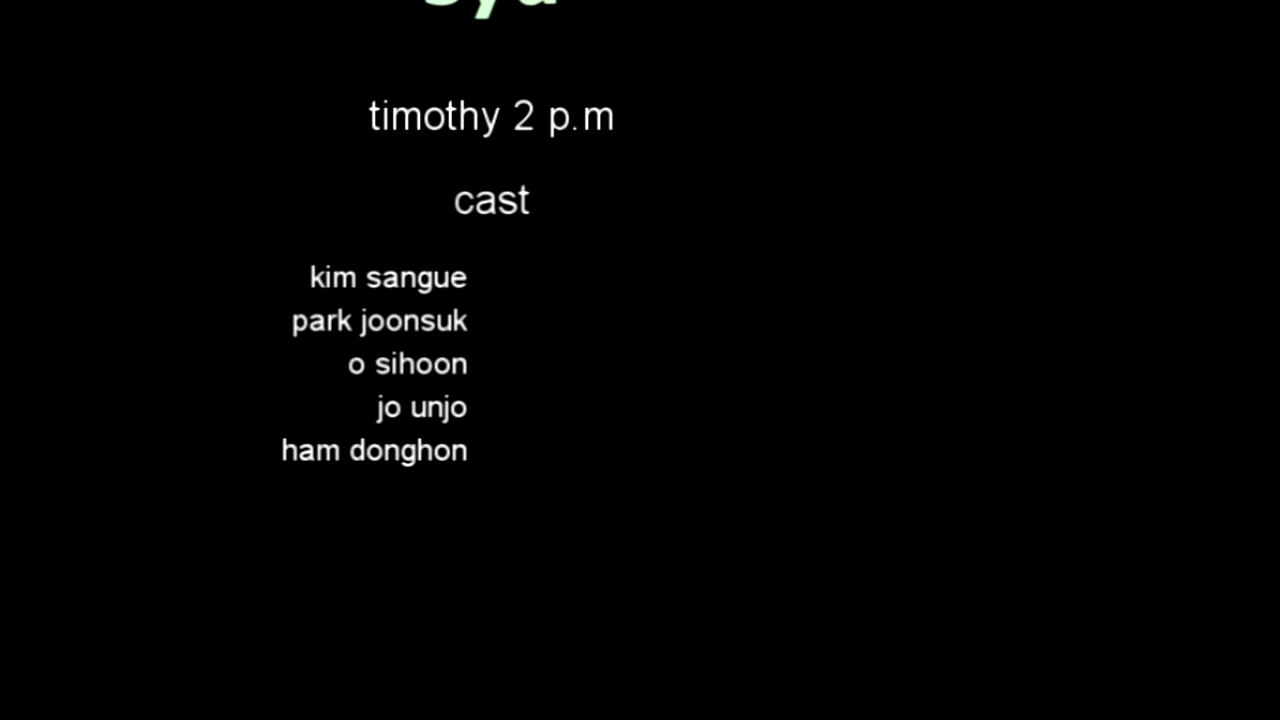 timothy 2 p.m
cast
kim sangue
park joonsuk
o sihoon
jo unjo
ham donghon